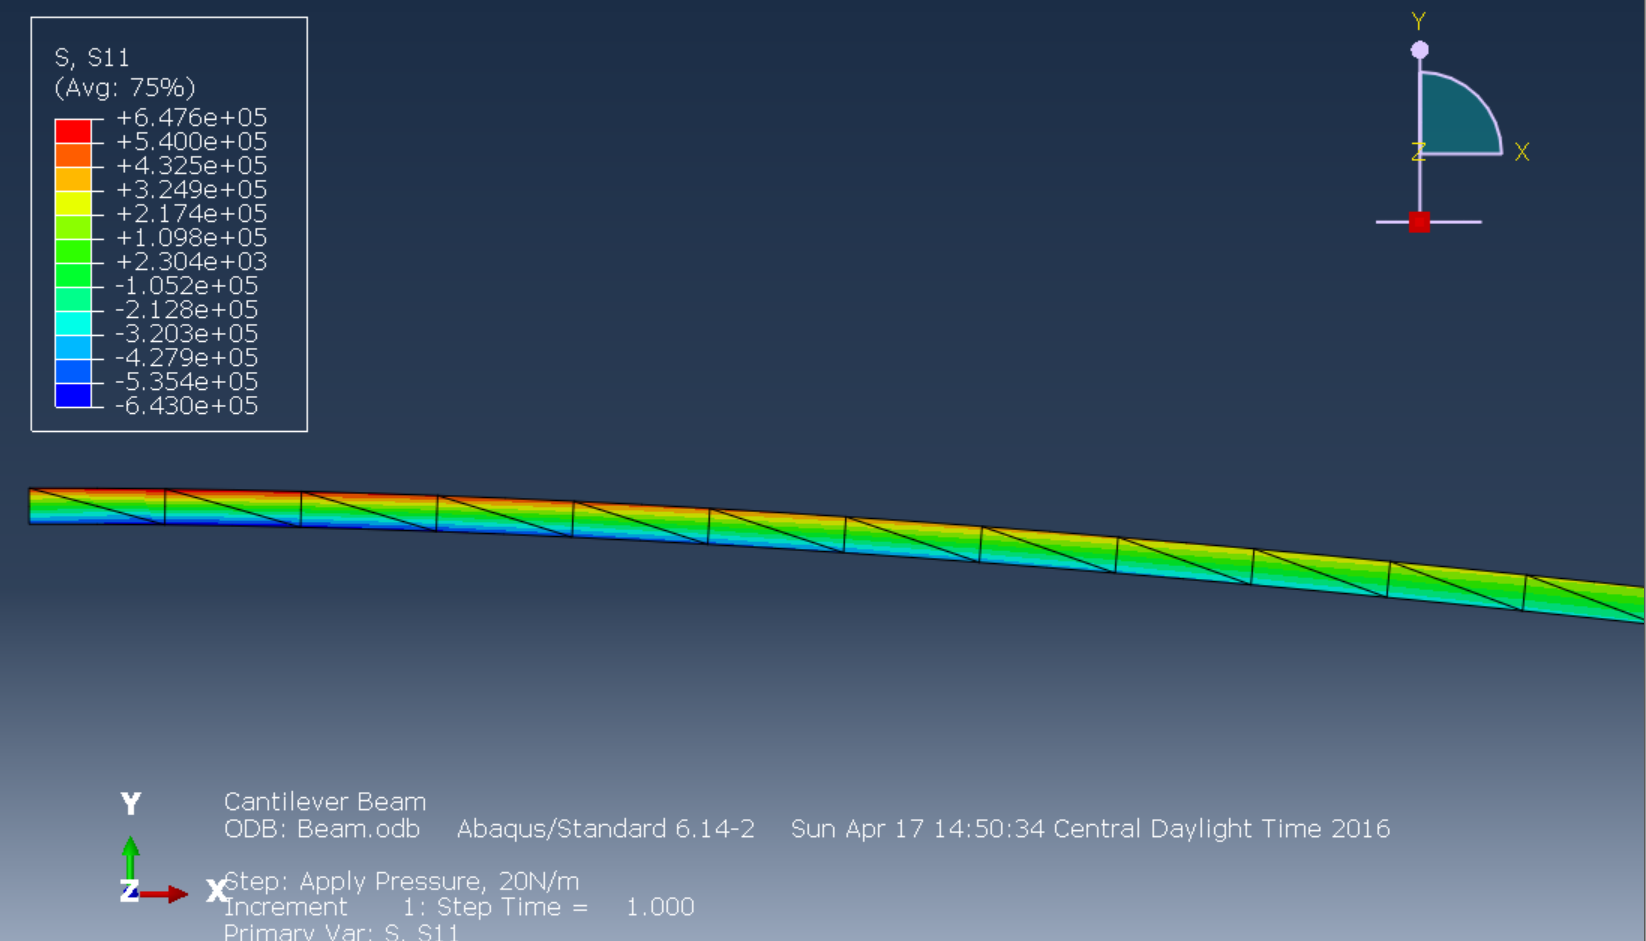 S, S11
(Avg: 75%)
+6.476e+05
+5.400e+05
+4.325e+05
+3.249e+05
+2.174e+05
+1.098e+05
+2.304e+03
-1.052e+05
-2.128e+05
-3.203e+05
-4.279e+05
-5.354e+05
-6.430e+05
Y
Z X
Y
Z X
Cantilever Beam
ODB: Beam.odb Abaqus/Standard 6.14-2 Sun Apr 17 14:50:34 Central Daylight Time 2016
Step: Apply Pressure, 20N/m
Increment 1: Step Time = 1.000
Primary Var: S, S11